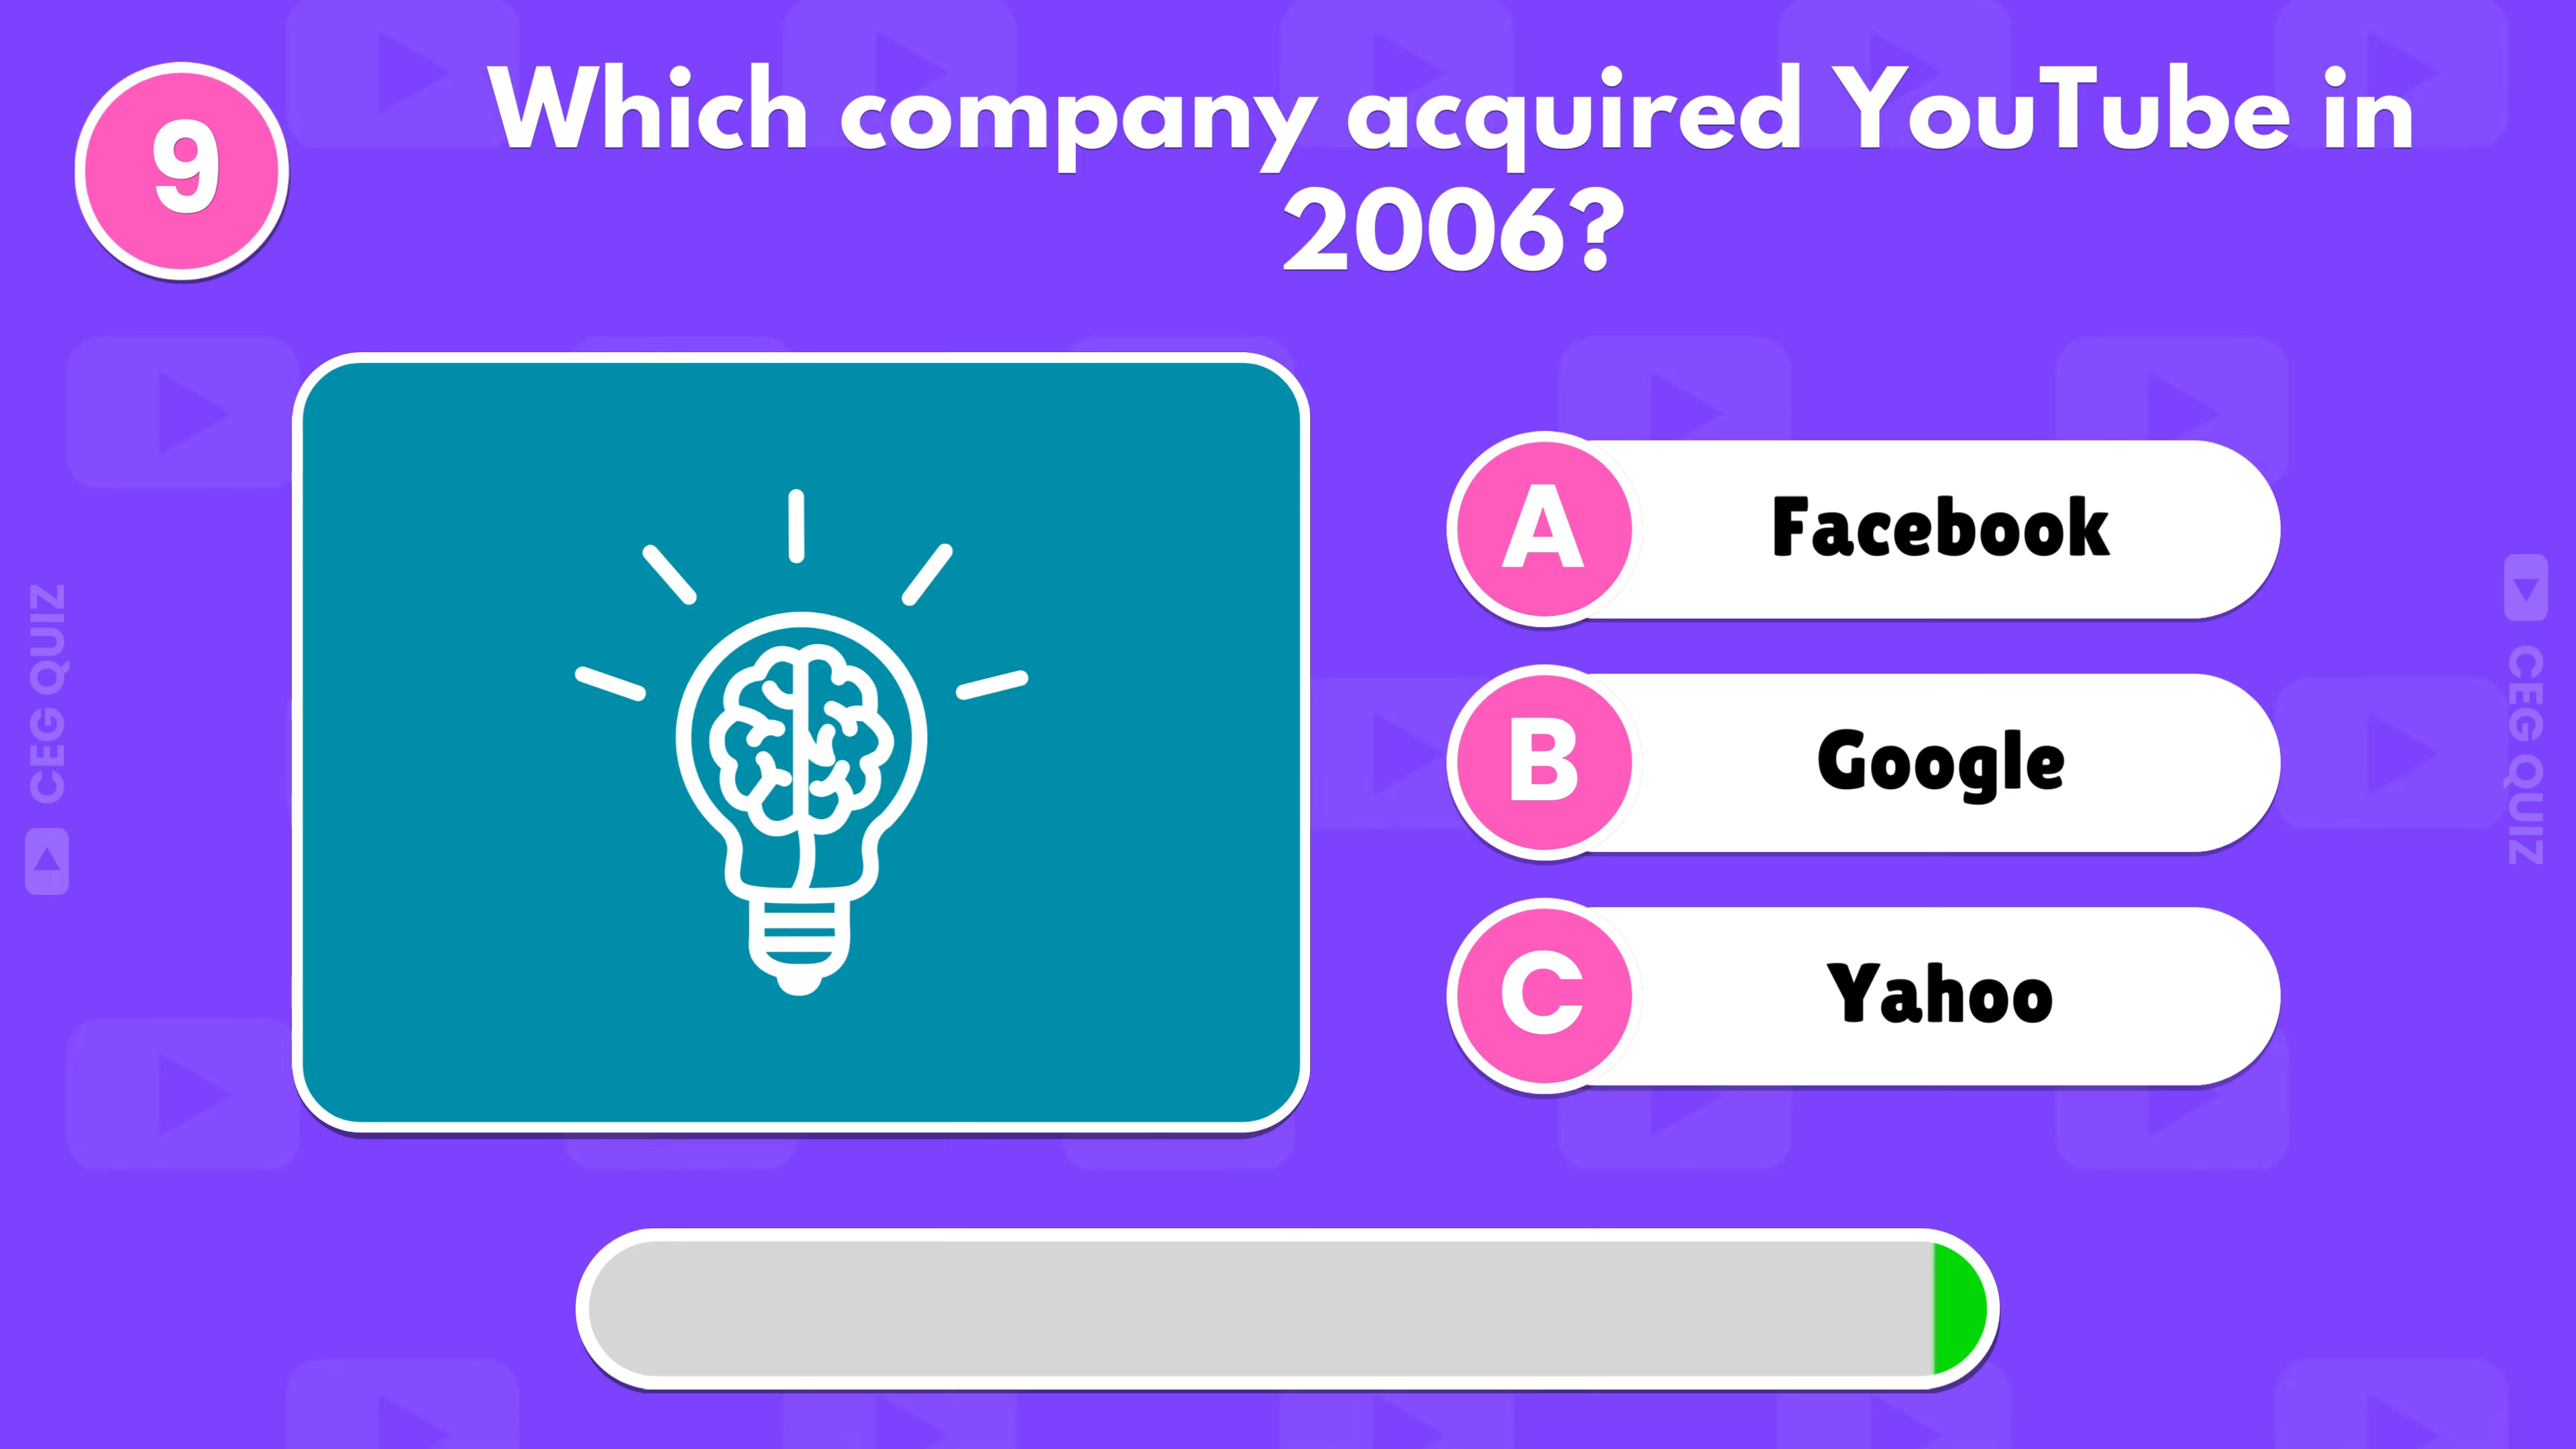 9
Which company acquired YouTube in
2006?
A
Facebook
B
Google
C
Yahoo
CEG QUIZ
CEG QUIZ